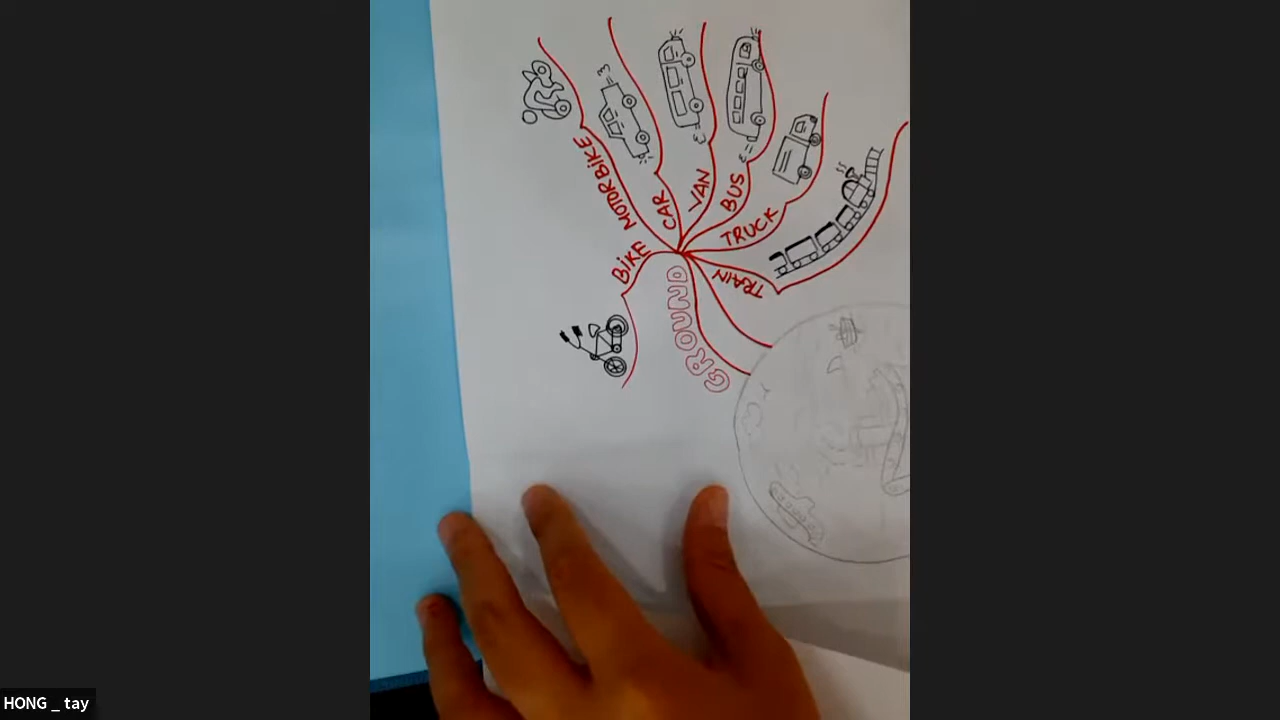 MOTORBIKE
CAR
VAN
BUS
TRUCK
TRAIN
BIKE
GROUND
HONG _ tay